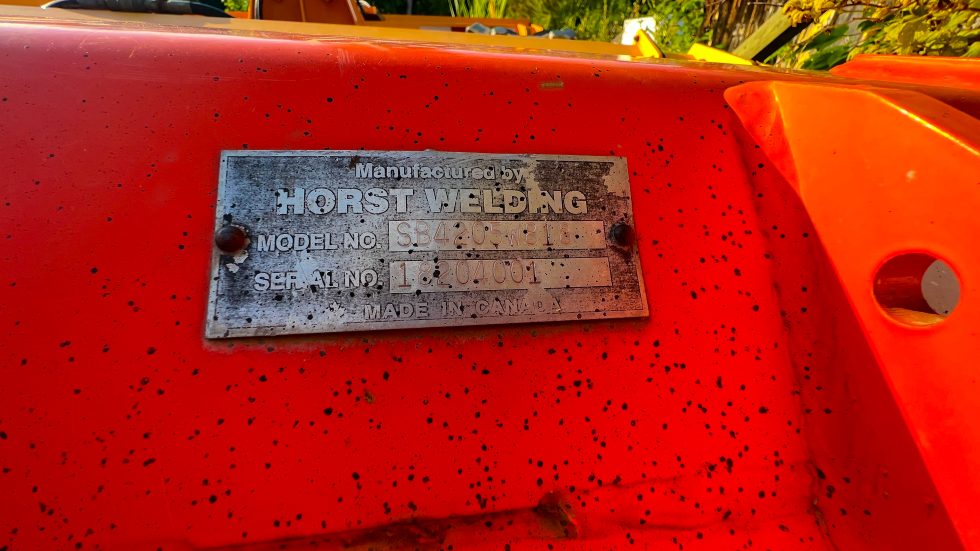 Manufactured by
HORST WELDING
MODEL NO.
SERIAL NO.
MADE IN CANADA